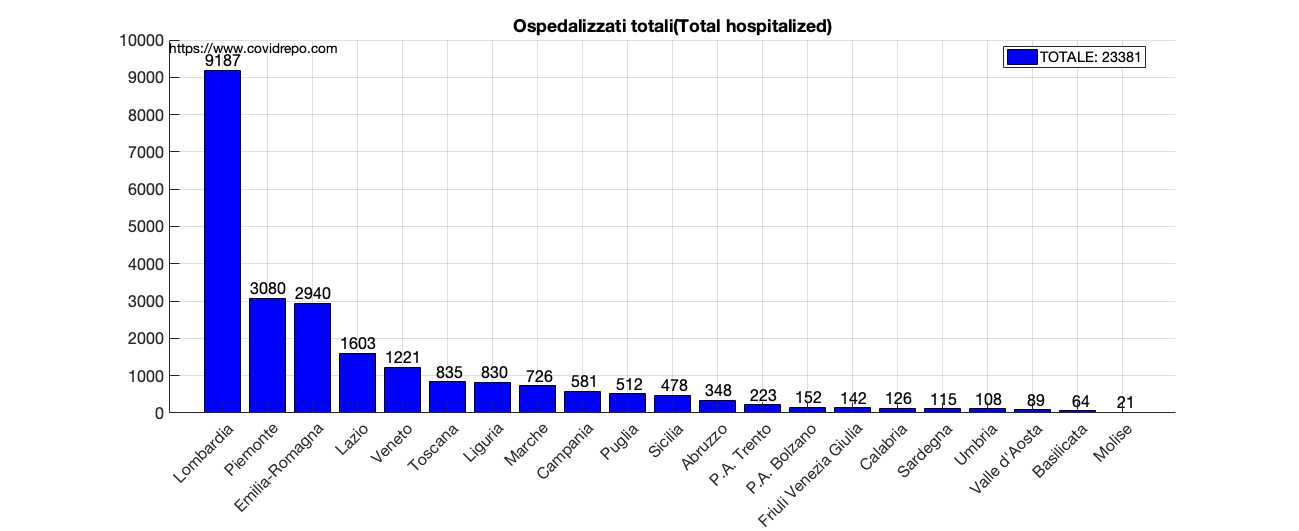 Ospedalizzati totali(Total hospitalized)
https://www.covidrepo.com
TOTALE: 23381
10000
9000
8000
7000
6000
5000
4000
3000
2000
1000
0
9187
3080
2940
1603
1221
835
830
726
581
512
478
348
223
152
142
126
115
108
89
64
21
Lombardia
Piemonte
Emilia-Romagna
Lazio
Veneto
Toscana
Liguria
Marche
Campania
Puglia
Sicilia
Abruzzo
P.A. Trento
P.A. Bolzano
Friuli Venezia Giulia
Calabria
Sardegna
Umbria
Valle d'Aosta
Basilicata
Molise